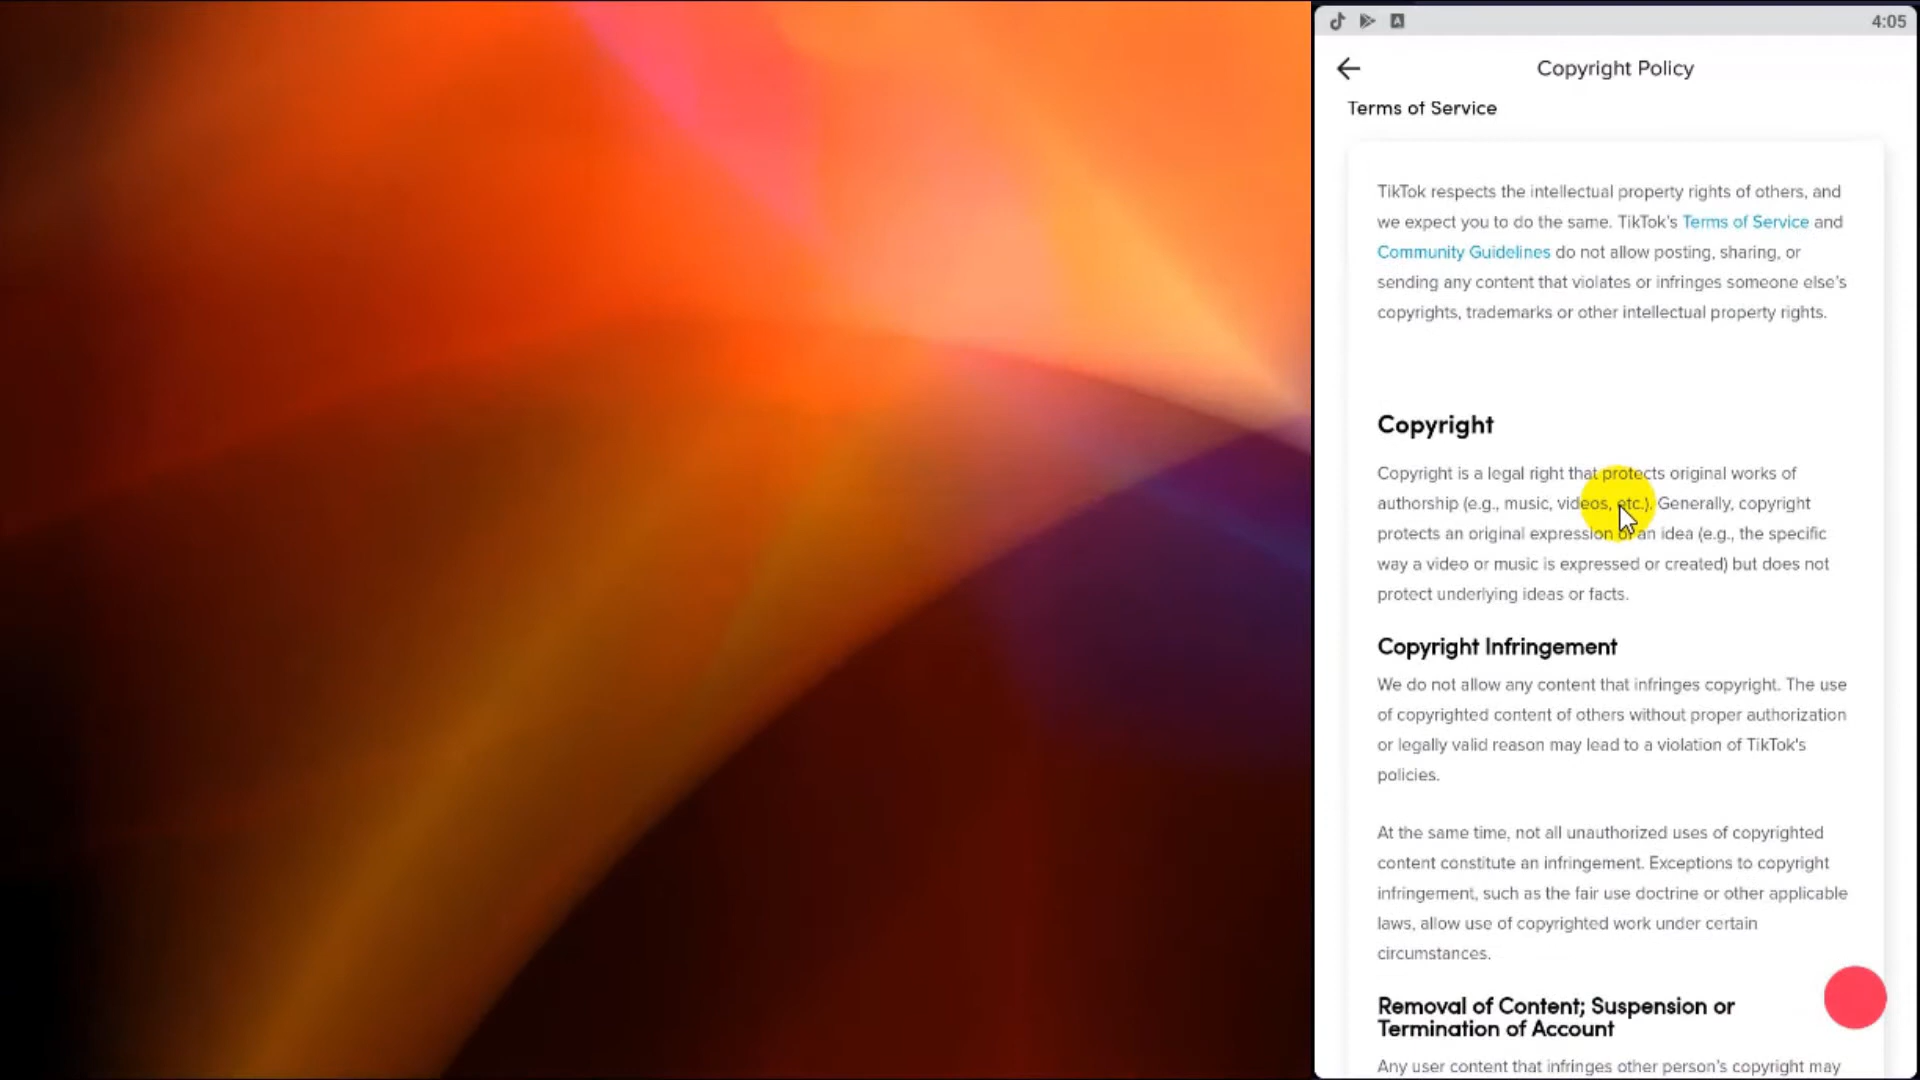 4:05
Copyright Policy
Terms of Service
TikTok respects the intellectual property rights of others, and
we expect you to do the same. TikTok's Terms of Service and
Community Guidelines do not allow posting, sharing, or
sending any content that violates or infringes someone else's
copyrights, trademarks or other intellectual property rights.
Copyright
Copyright is a legal right that protects original works of
authorship (e.g., music, videos, etc.). Generally, copyright
protects an original expression of an idea (e.g., the specific
way a video or music is expressed or created) but does not
protect underlying ideas or facts.
Copyright Infringement
We do not allow any content that infringes copyright. The use
of copyrighted content of others without proper authorization
or legally valid reason may lead to a violation of TikTok's
policies.
At the same time, not all unauthorized uses of copyrighted
content constitute an infringement. Exceptions to copyright
infringement, such as the fair use doctrine or other applicable
laws, allow use of copyrighted work under certain
circumstances.
Removal of Content; Suspension or
Termination of Account
Any user content that infringes other person's copyright may